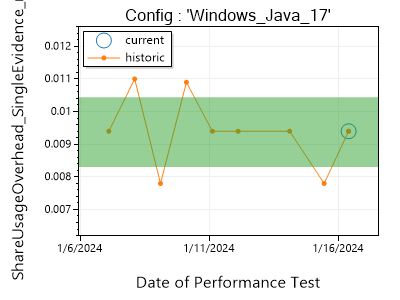 Config : 'Windows_Java_17'
current
historic
0.012
0.011
0.01
0.009
0.008
0.007
1/6/2024
1/11/2024
1/16/2024
Date of Performance Test
ShareUsageOverhead_SingleEvidence_